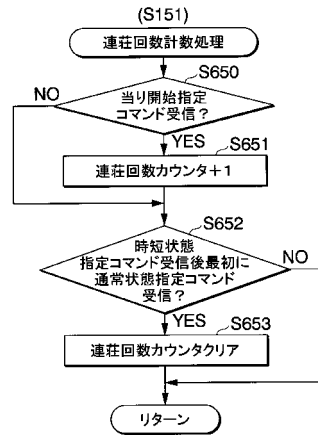 (S151)
連荘回数計数処理
S650
当り開始指定
コマンド受信？
NO
YES
S651
連荘回数カウンタ＋1
S652
時短状態
指定コマンド受信後最初に
通常状態指定コマンド
受信？
NO
YES
S653
連荘回数カウンタクリア
リターン